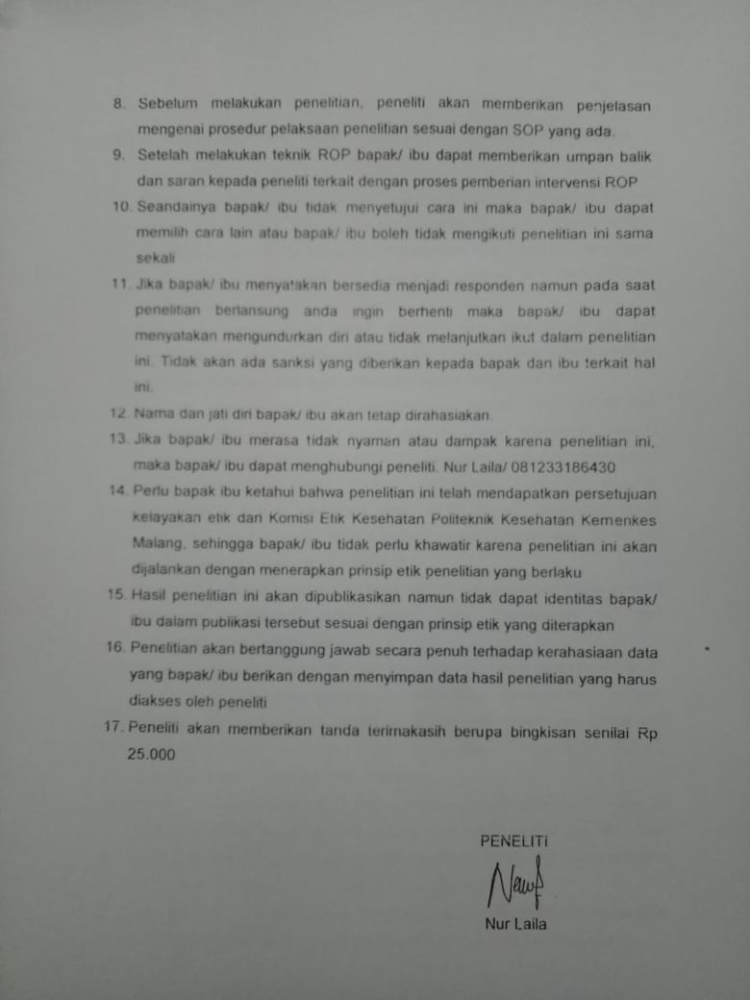 8. Sebelum melakukan penelitian, peneliti akan memberikan penjelasan
mengenai prosedur pelaksaan penelitian sesuai dengan SOP yang ada.
9. Setelah melakukan teknik ROP bapak/ ibu dapat memberikan umpan balik
dan saran kepada peneliti terkait dengan proses pemberian intervensi ROP
10. Seandainya bapak/ ibu tidak menyetujui cara ini maka bapak/ ibu dapat
memilih cara lain atau bapak/ ibu boleh tidak mengikuti penelitian ini sama
sekali
11. Jika bapak/ ibu menyatakan bersedia menjadi responden namun pada saat
penelitian berlansung anda ingin berhenti maka bapak/ ibu dapat
menyatakan mengundurkan diri atau tidak melanjutkan ikut dalam penelitian
ini. Tidak akan ada sanksi yang diberikan kepada bapak dan ibu terkait hal
ini.
12. Nama dan jati diri bapak/ ibu akan tetap dirahasiakan.
13. Jika bapak/ ibu merasa tidak nyaman atau dampak karena penelitian ini,
maka bapak/ ibu dapat menghubungi peneliti. Nur Laila/ 081233186430
14. Perlu bapak ibu ketahui bahwa penelitian ini telah mendapatkan persetujuan
kelayakan etik dan Komisi Etik Kesehatan Politeknik Kesehatan Kemenkes
Malang, sehingga bapak/ ibu tidak perlu khawatir karena penelitian ini akan
dijalankan dengan menerapkan prinsip etik penelitian yang berlaku
15. Hasil penelitian ini akan dipublikasikan namun tidak dapat identitas bapak/
ibu dalam publikasi tersebut sesuai dengan prinsip etik yang diterapkan
16. Penelitian akan bertanggung jawab secara penuh terhadap kerahasiaan data
yang bapak/ ibu berikan dengan menyimpan data hasil penelitian yang harus
diakses oleh peneliti
17. Peneliti akan memberikan tanda terimakasih berupa bingkisan senilai Rp
25.000
PENELITI
Nur Laila